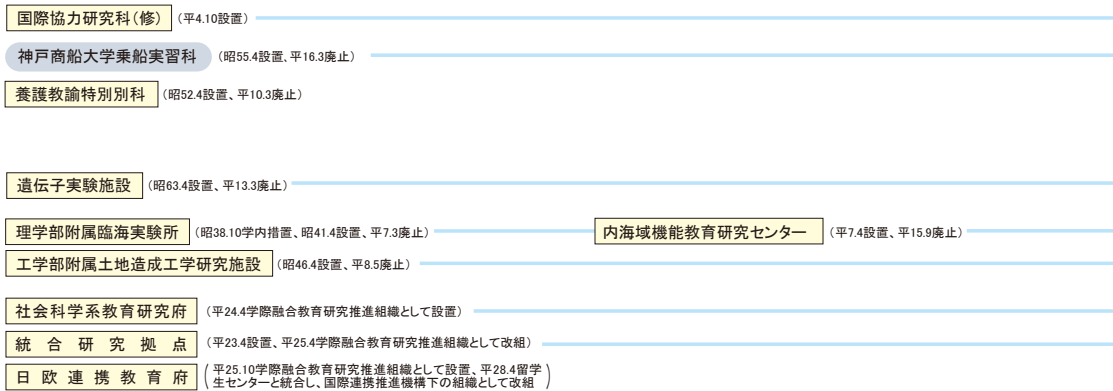 国際協力研究科(修) (平4.10設置)
神戸商船大学乗船実習科 (昭55.4設置、平16.3廃止)
養護教諭特別別科 (昭52.4設置、平10.3廃止)
遺伝子実験施設 (昭63.4設置、平13.3廃止)
理学部附属臨海実験所 (昭38.10学内措置、昭41.4設置、平7.3廃止) 内海域機能教育研究センター (平7.4設置、平15.9廃止)
工学部附属土地造成工学研究施設 (昭46.4設置、平8.5廃止)
社会科学系教育研究府 (平24.4学際融合教育研究推進組織として設置)
統合研究拠点 (平23.4設置、平25.4学際融合教育研究推進組織として改組)
日欧連携教育府 (平25.10学際融合教育研究推進組織として設置、平28.4留学
生センターと統合し、国際連携推進機構下の組織として改組)